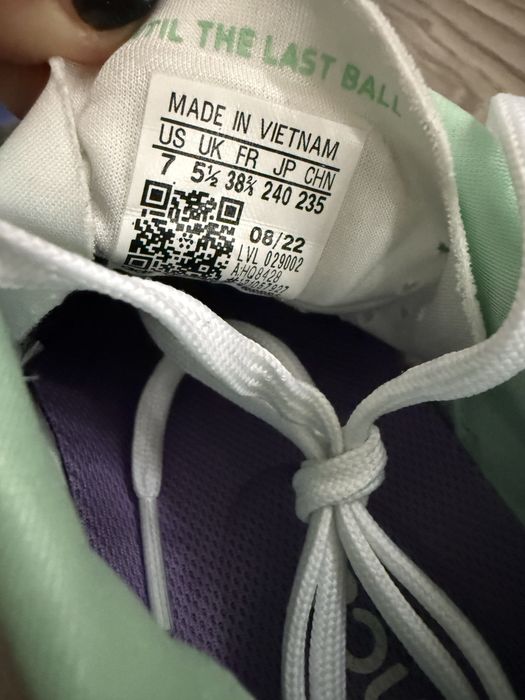 TIL THE LAST BALL
MADE IN VIETNAM
US UK FR JP CHN
7 5½ 38⅔ 240 235
08/22
LVL 029002
A:HQ8428